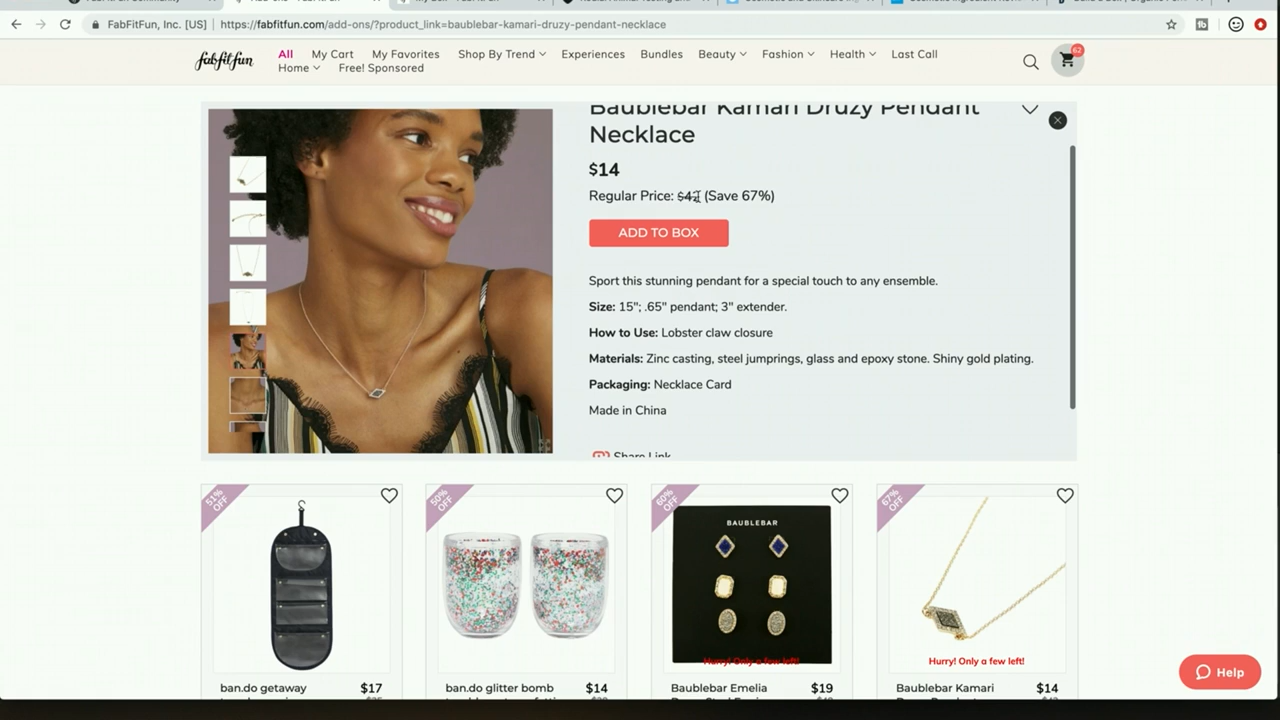 FabFitFun, Inc. [US] https://fabfitfun.com/add-ons/?product_link=baublebar-kamari-druzy-pendant-necklace
fabfitfun All My Cart My Favorites Shop By Trend Experiences Bundles Beauty Fashion Health Last Call
Home Free! Sponsored
62
Baublebar Kamari Druzy Pendant
Necklace
$14
Regular Price: $42 (Save 67%)
ADD TO BOX
Sport this stunning pendant for a special touch to any ensemble.
Size: 15"; .65" pendant; 3" extender.
How to Use: Lobster claw closure
Materials: Zinc casting, steel jumprings, glass and epoxy stone. Shiny gold plating.
Packaging: Necklace Card
Made in China
Share Link
51% OFF
50% OFF
60% OFF
67% OFF
BAUBLEBAR
Hurry! Only a few left!
Hurry! Only a few left!
ban.do getaway $17
ban.do glitter bomb $14
Baublebar Emelia $19
Baublebar Kamari $14
Help